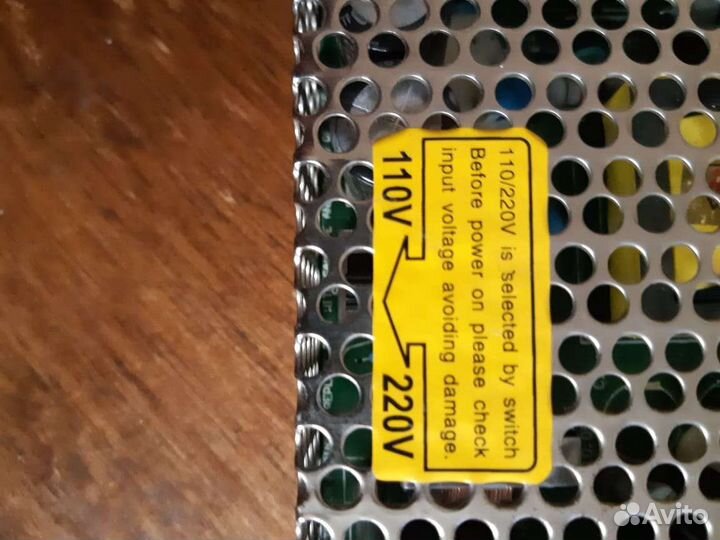 110/220V is selected by switch
Before power on please check
input voltage avoiding damage.
110V 220V
Avito